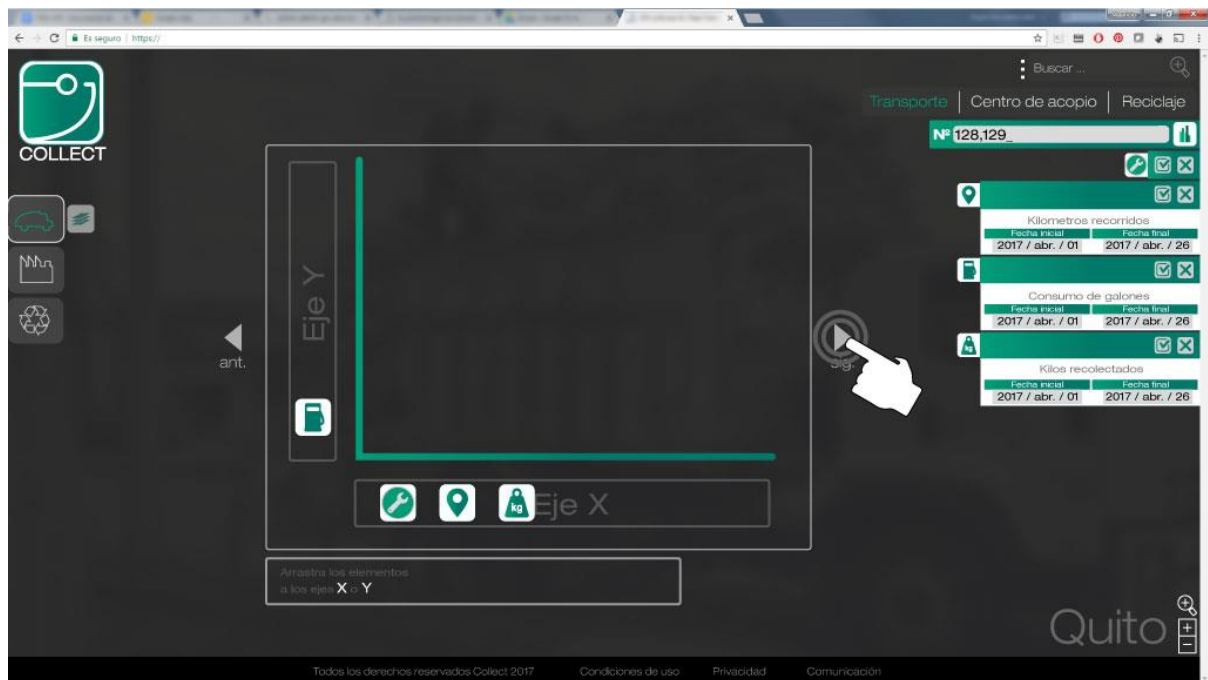 Es seguro | https://
COLLECT
Buscar ...
Transporte | Centro de acopio | Reciclaje
Nº 128,129_
Kilometros recorridos
Fecha inicial Fecha final
2017 / abr. / 01 2017 / abr. / 26
Consumo de galones
Fecha inicial Fecha final
2017 / abr. / 01 2017 / abr. / 26
kg
Kilos recolectados
Fecha inicial Fecha final
2017 / abr. / 01 2017 / abr. / 26
Eje Y
ant.
sig.
kg
Eje X
Arrastra los elementos
a los ejes X o Y
Quito
Todos los derechos reservados Collect 2017 Condiciones de uso Privacidad Comunicación